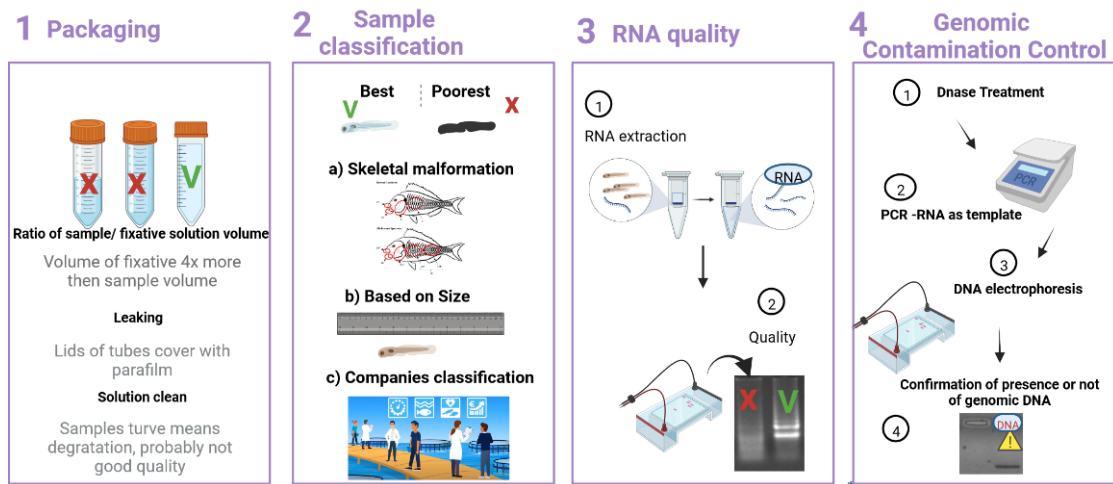 1 Packaging
X X V
Ratio of sample/ fixative solution volume
Volume of fixative 4x more
then sample volume
Leaking
Lids of tubes cover with
parafilm
Solution clean
Samples turve means
degratation, probably not
good quality
2 Sample
classification
Best Poorest
V X
a) Skeletal malformation
b) Based on Size
c) Companies classification
3 RNA quality
1
RNA extraction
RNA
2
Quality
X V
4 Genomic
Contamination Control
1 Dnase Treatment
PCR
2
PCR -RNA as template
3
DNA electrophoresis
Confirmation of presence or not
of genomic DNA
4
DNA